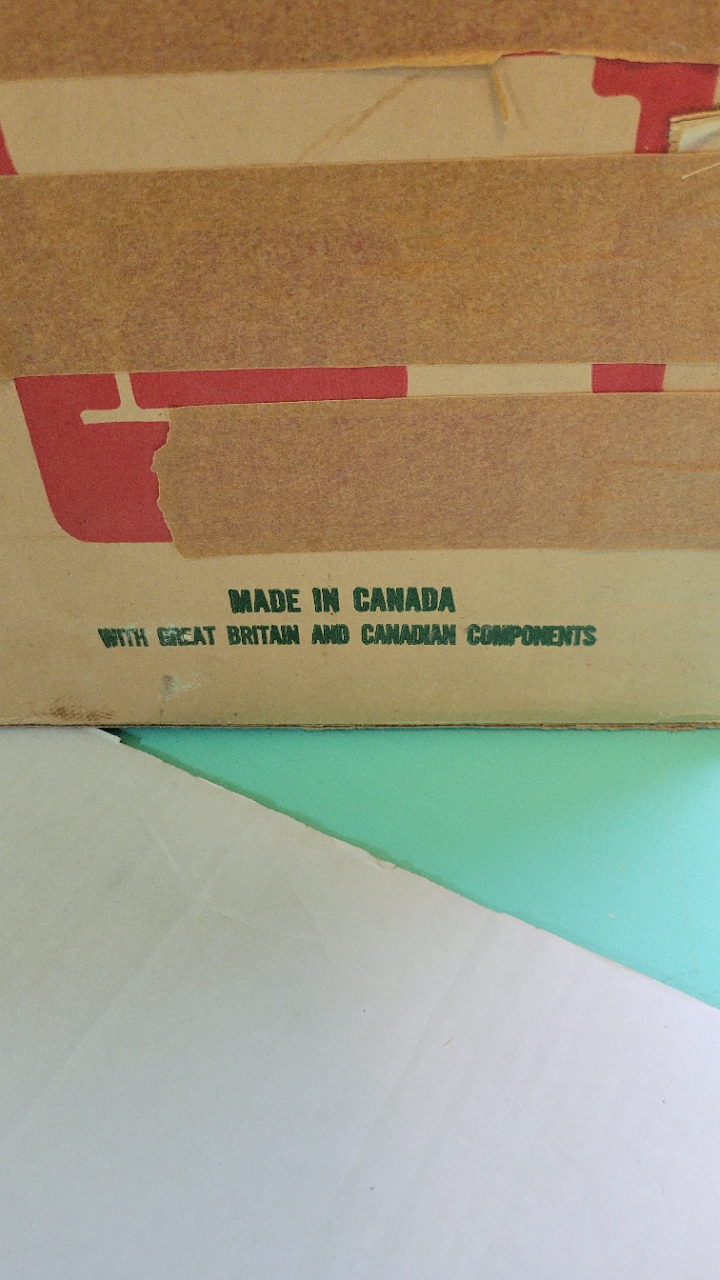 MADE IN CANADA
WITH GREAT BRITAIN AND CANADIAN COMPONENTS